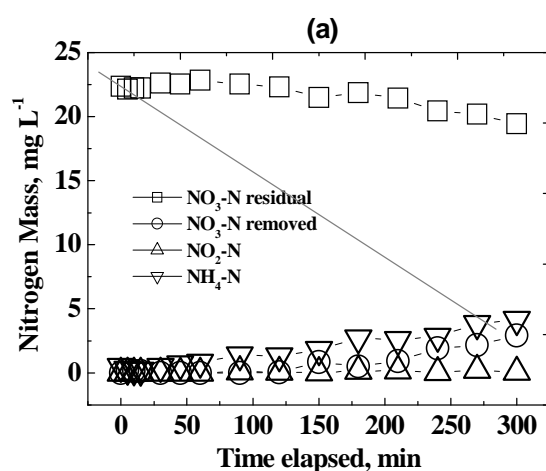 (a)
Nitrogen Mass, mg L⁻¹
25
20
15
10
5
0
NO₃-N residual
NO₃-N removed
NO₂-N
NH₄-N
0 50 100 150 200 250 300
Time elapsed, min